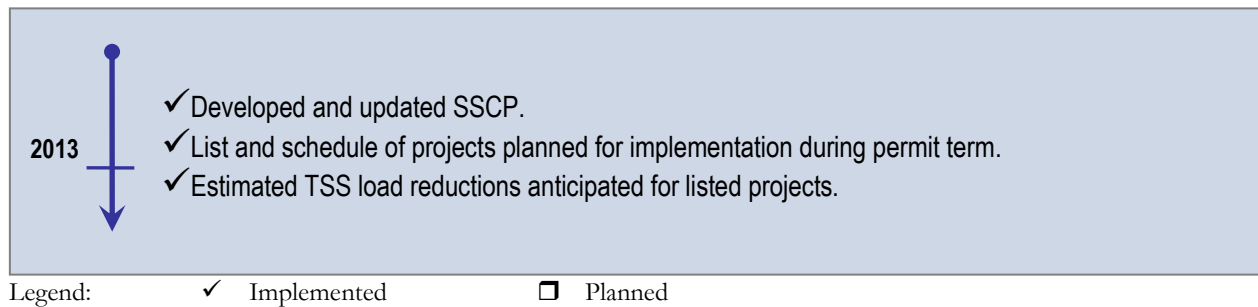 ✓Developed and updated SSCP.
2013
✓List and schedule of projects planned for implementation during permit term.
✓Estimated TSS load reductions anticipated for listed projects.
Legend: ✓ Implemented ❒ Planned